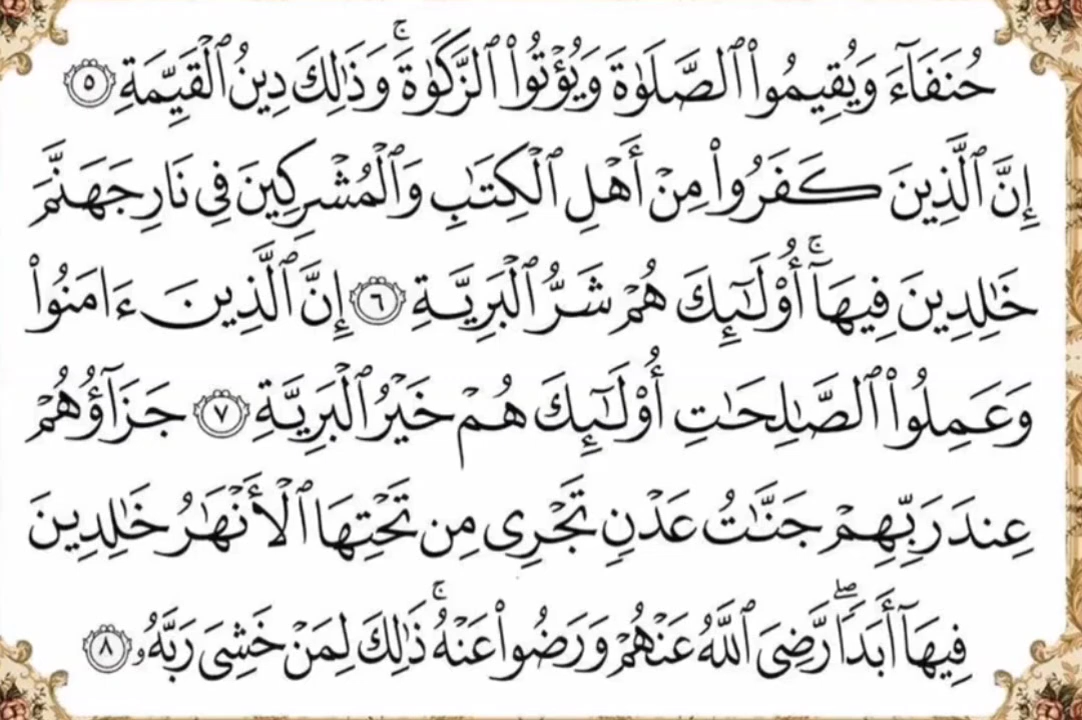 حُنَفَآءَ وَيُقِيمُوا۟ ٱلصَّلَوٰةَ وَيُؤْتُوا۟ ٱلزَّكَوٰةَ ۚ وَذَٰلِكَ دِينُ ٱلْقَيِّمَةِ ٥
إِنَّ ٱلَّذِينَ كَفَرُوا۟ مِنْ أَهْلِ ٱلْكِتَـٰبِ وَٱلْمُشْرِكِينَ فِى نَارِ جَهَنَّمَ
خَـٰلِدِينَ فِيهَآ ۚ أُو۟لَـٰٓئِكَ هُمْ شَرُّ ٱلْبَرِيَّةِ ٦ إِنَّ ٱلَّذِينَ ءَامَنُوا۟
وَعَمِلُوا۟ ٱلصَّـٰلِحَـٰتِ أُو۟لَـٰٓئِكَ هُمْ خَيْرُ ٱلْبَرِيَّةِ ٧ جَزَآؤُهُمْ
عِندَ رَبِّهِمْ جَنَّـٰتُ عَدْنٍ تَجْرِى مِن تَحْتِهَا ٱلْأَنْهَـٰرُ خَـٰلِدِينَ
فِيهَآ أَبَدًا ۖ رَّضِىَ ٱللَّهُ عَنْهُمْ وَرَضُوا۟ عَنْهُ ۚ ذَٰلِكَ لِمَنْ خَشِىَ رَبَّهُۥ ٨